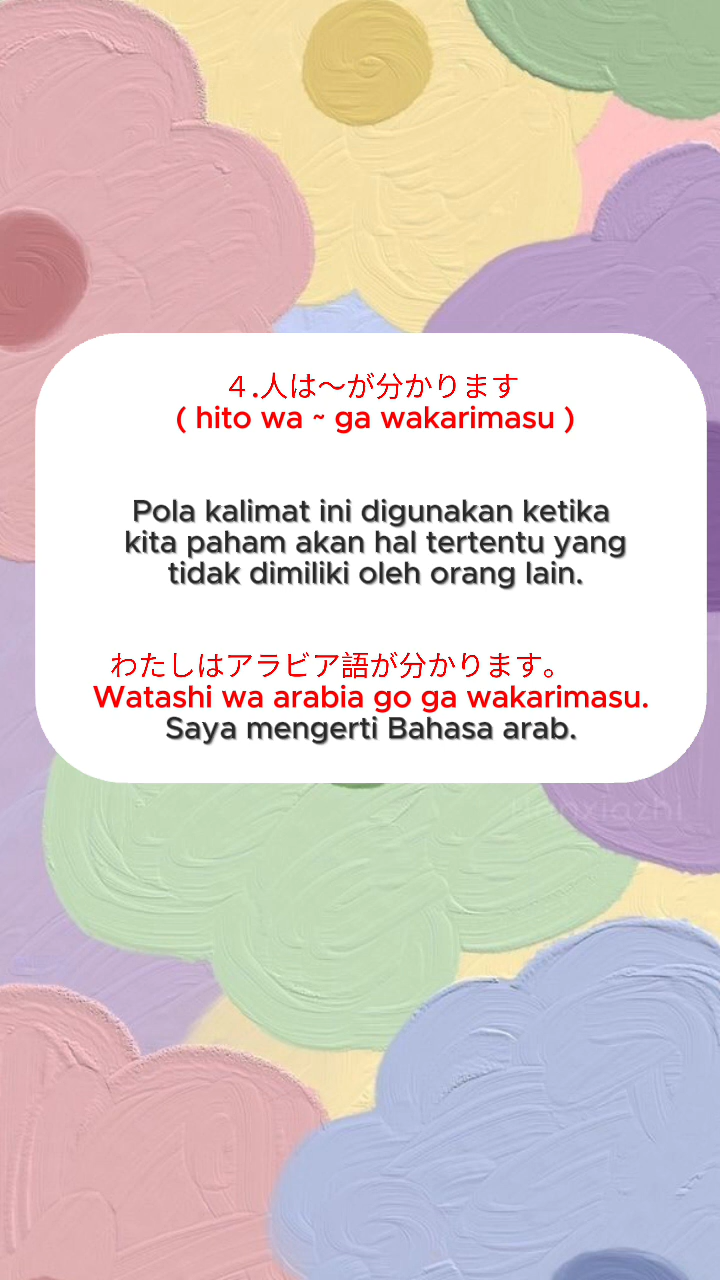 ４.人は～が分かります
( hito wa ~ ga wakarimasu )
Pola kalimat ini digunakan ketika
kita paham akan hal tertentu yang
tidak dimiliki oleh orang lain.
わたしはアラビア語が分かります。
Watashi wa arabia go ga wakarimasu.
Saya mengerti Bahasa arab.